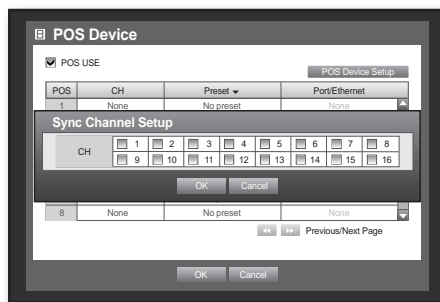 POS Device
POS USE
POS Device Setup
POS CH Preset Port/Ethernet
1 None No preset None
Sync Channel Setup
CH 1 2 3 4 5 6 7 8
9 10 11 12 13 14 15 16
OK Cancel
8 None No preset None
Previous/Next Page
OK Cancel